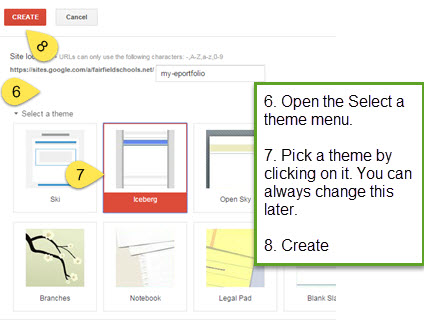 CREATE
Cancel
8
URLs can only use the following characters: -,A-Z,a-z,0-9
https://sites.google.com/a/fairfieldschools.net/
my-eportfolio
6
Select a theme
7
Ski
Iceberg
Open Sky
Branches
Notebook
Legal Pad
Blank Sla
6. Open the Select a
theme menu.
7. Pick a theme by
clicking on it. You can
always change this
later.
8. Create